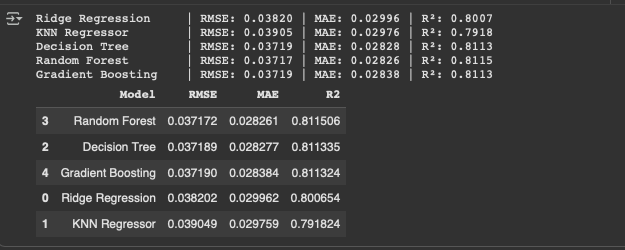 Ridge Regression | RMSE: 0.03820 | MAE: 0.02996 | R²: 0.8007
KNN Regressor | RMSE: 0.03905 | MAE: 0.02976 | R²: 0.7918
Decision Tree | RMSE: 0.03719 | MAE: 0.02828 | R²: 0.8113
Random Forest | RMSE: 0.03717 | MAE: 0.02826 | R²: 0.8115
Gradient Boosting | RMSE: 0.03719 | MAE: 0.02838 | R²: 0.8113
Model RMSE MAE R2
3 Random Forest 0.037172 0.028261 0.811506
2 Decision Tree 0.037189 0.028277 0.811335
4 Gradient Boosting 0.037190 0.028384 0.811324
0 Ridge Regression 0.038202 0.029962 0.800654
1 KNN Regressor 0.039049 0.029759 0.791824